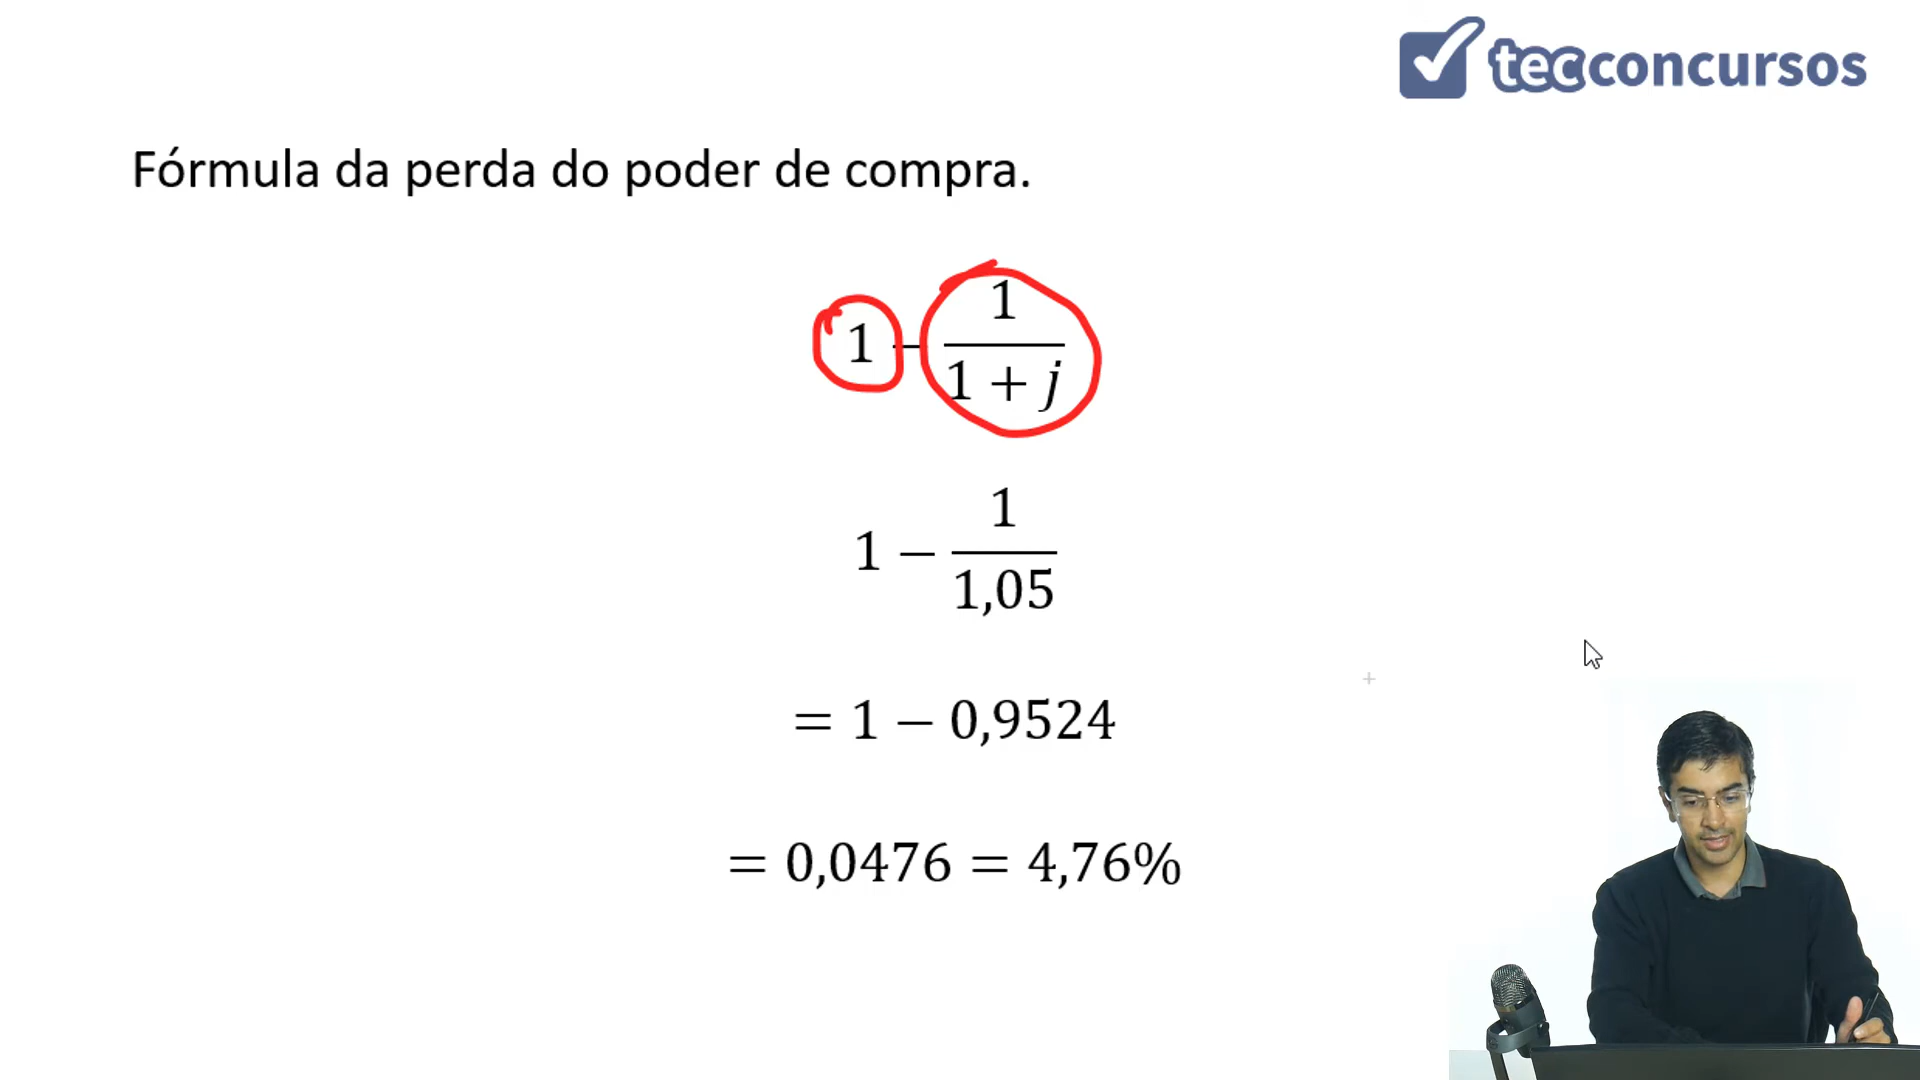 tecconcursos
Fórmula da perda do poder de compra.
1 − 1/(1 + j)
1 − 1/1,05
= 1 − 0,9524
= 0,0476 = 4,76%